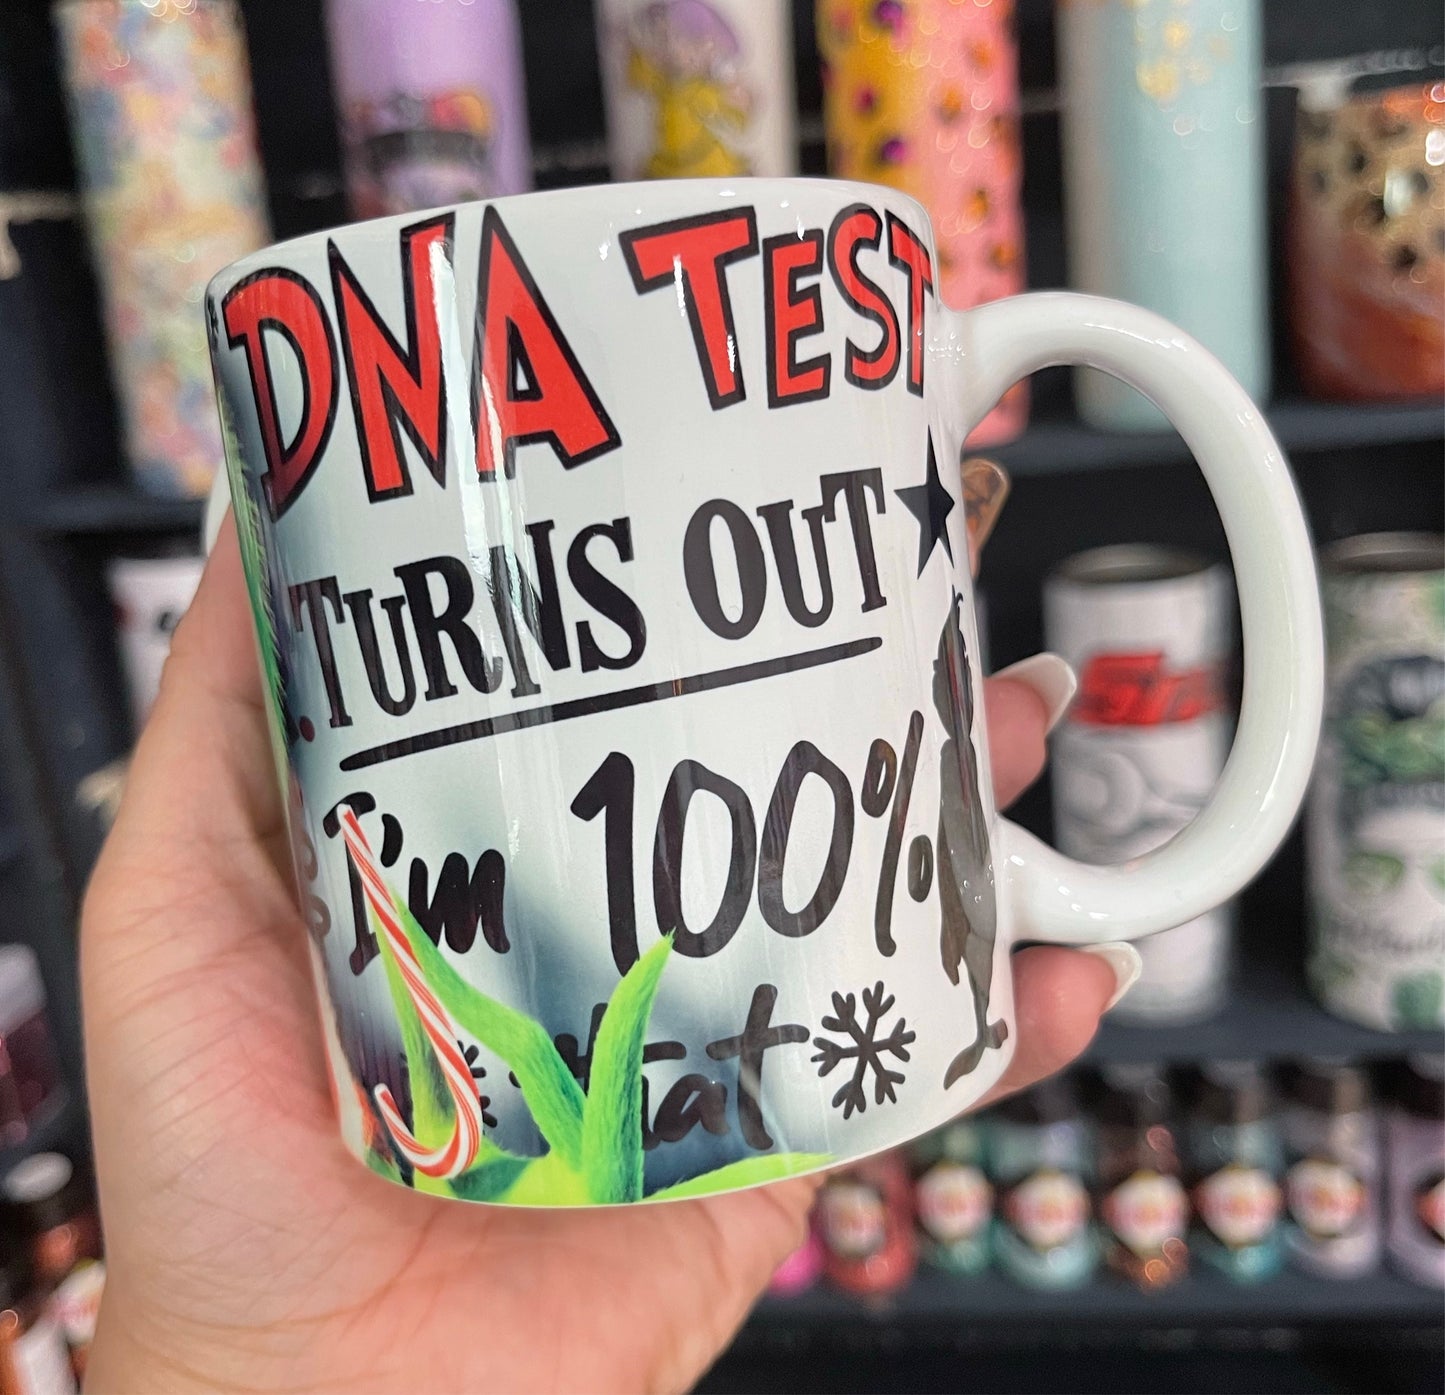 DNA TEST
TURNS OUT
I'm 100%
that